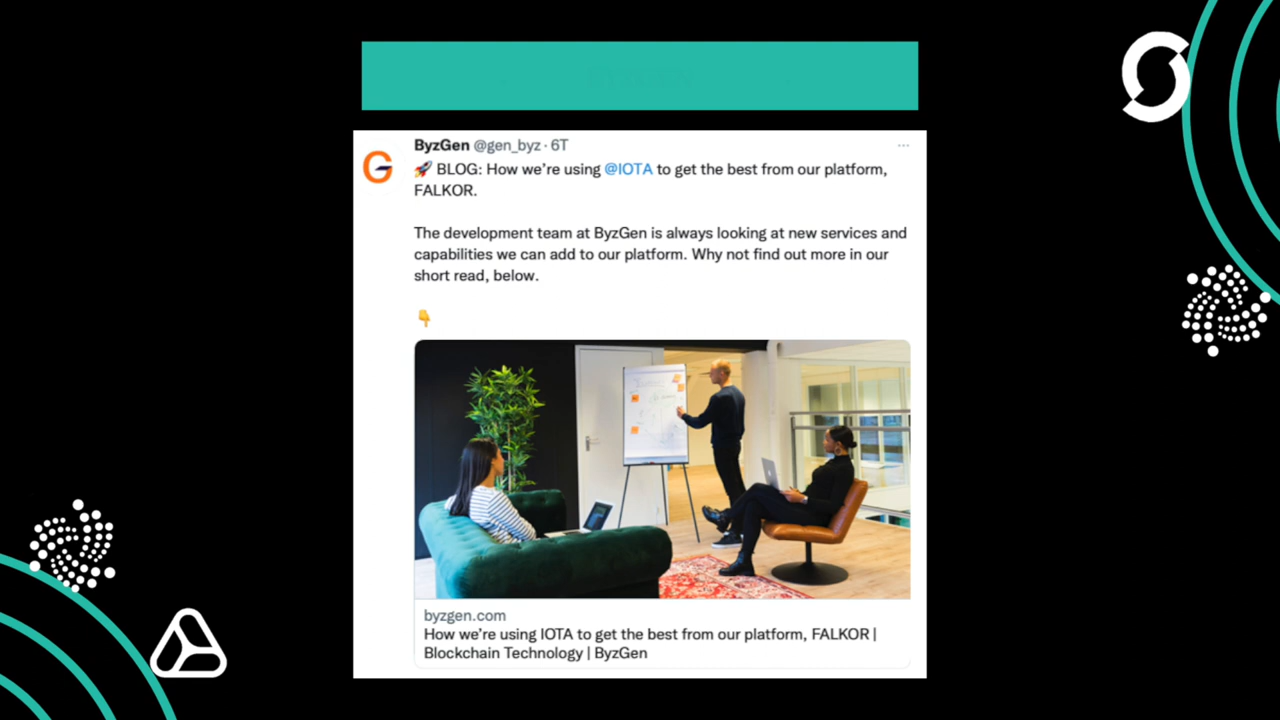 ByzGen @gen_byz · 6T
🚀 BLOG: How we’re using @IOTA to get the best from our platform,
FALKOR.
The development team at ByzGen is always looking at new services and
capabilities we can add to our platform. Why not find out more in our
short read, below.
👇
byzgen.com
How we’re using IOTA to get the best from our platform, FALKOR |
Blockchain Technology | ByzGen